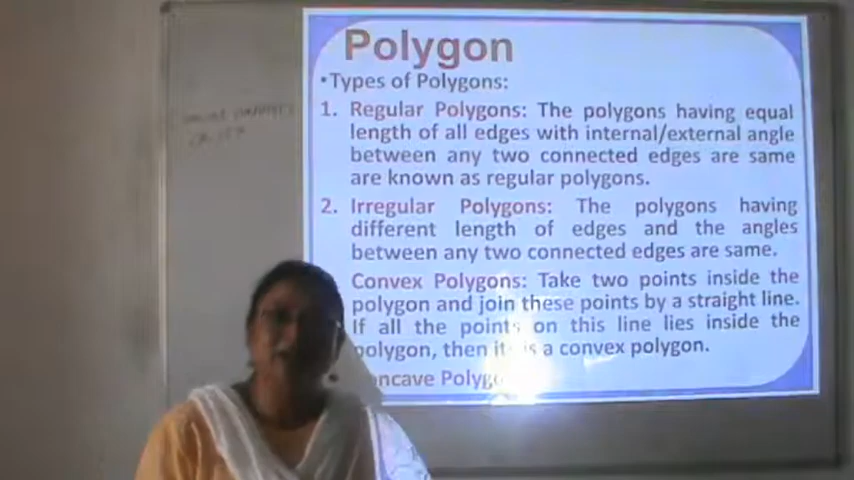 Polygon
•Types of Polygons:
1. Regular Polygons: The polygons having equal
length of all edges with internal/external angle
between any two connected edges are same
are known as regular polygons.
2. Irregular Polygons: The polygons having
different length of edges and the angles
between any two connected edges are same.
Convex Polygons: Take two points inside the
polygon and join these points by a straight line.
If all the points on this line lies inside the
polygon, then it is a convex polygon.